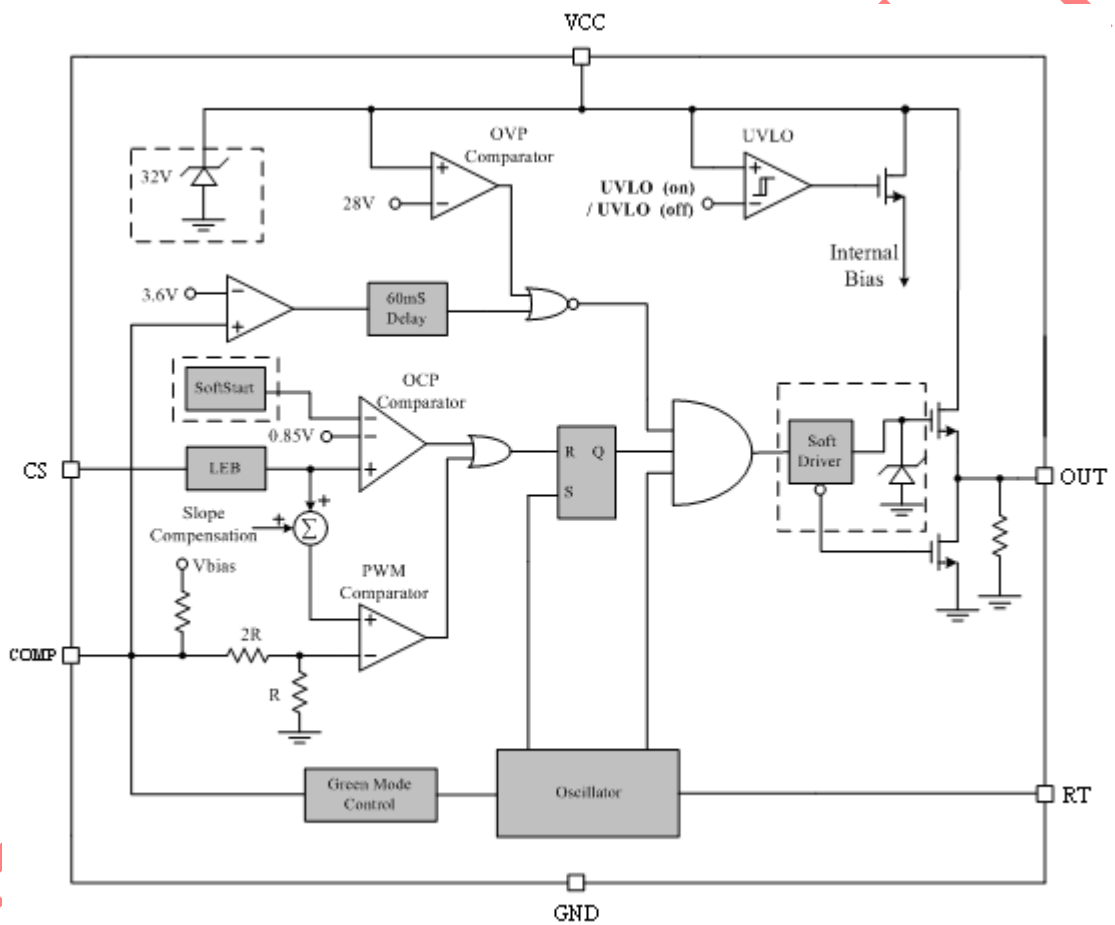 VCC
OVP
Comparator
UVLO
32V
28V
UVLO (on)
/ UVLO (off)
Internal
Bias
3.6V
60mS
Delay
SoftStart
OCP
Comparator
0.85V
CS
LEB
R Q
S
Soft
Driver
OUT
+
+
Σ
Slope
Compensation
Vbias
PWM
Comparator
COMP
2R
R
Green Mode
Control
Oscillator
RT
GND